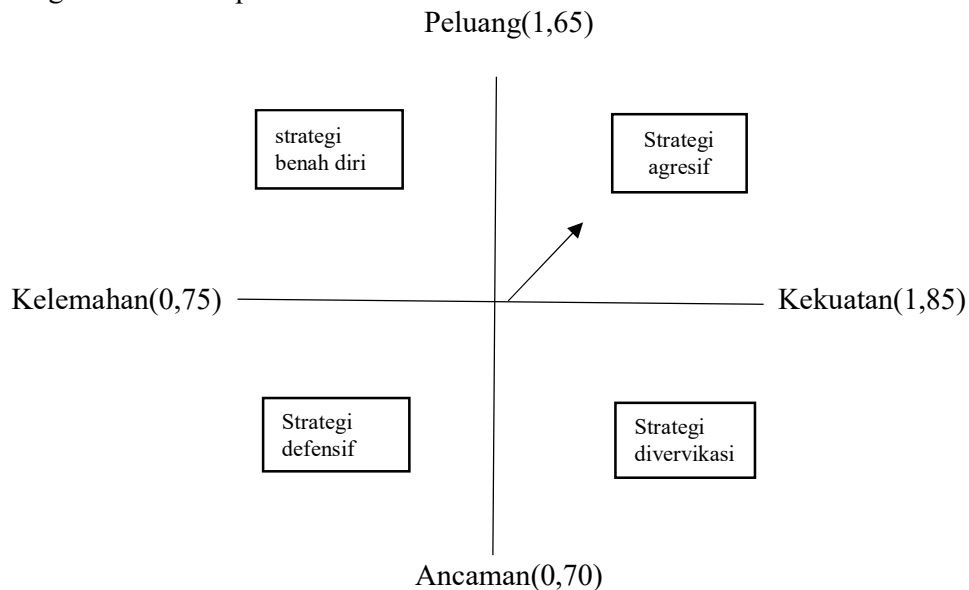 Peluang(1,65)
strategi
benah diri
Strategi
agresif
Kelemahan(0,75)
Kekuatan(1,85)
Strategi
defensif
Strategi
divervikasi
Ancaman(0,70)